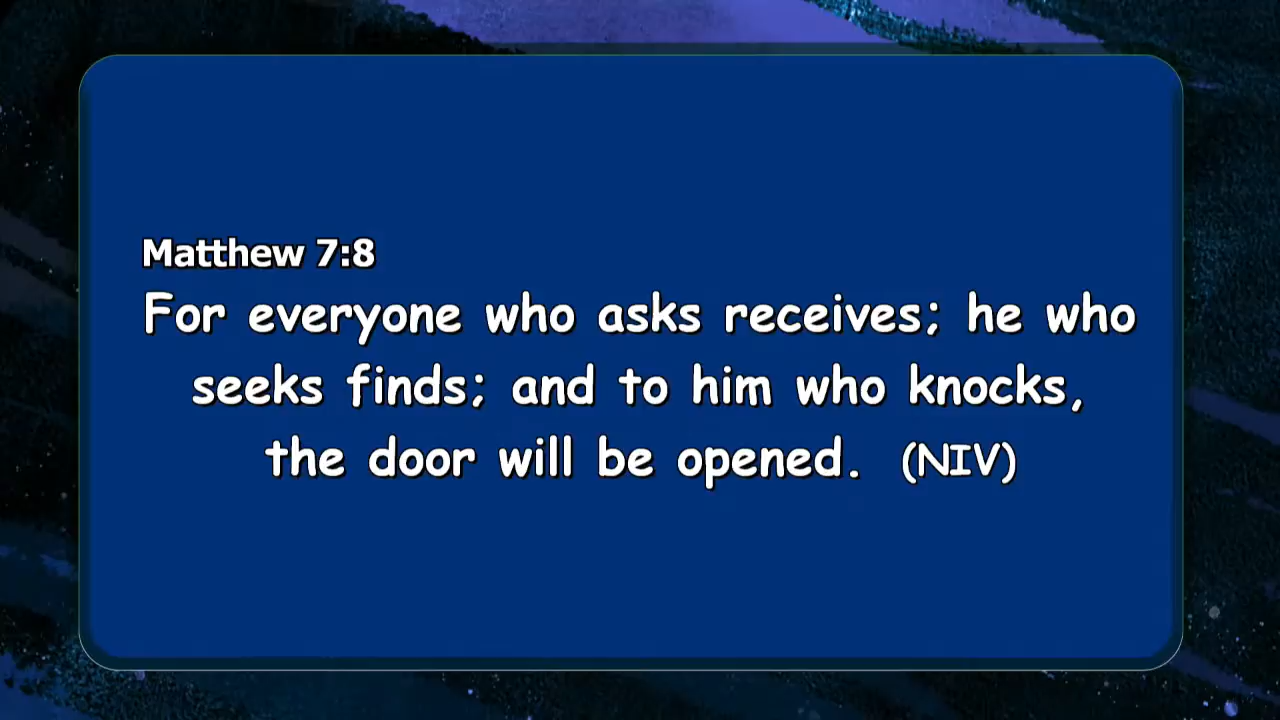 Matthew 7:8
For everyone who asks receives; he who
seeks finds; and to him who knocks,
the door will be opened. (NIV)